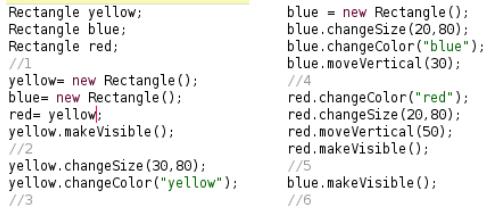 Rectangle yellow;
Rectangle blue;
Rectangle red;
//1
yellow= new Rectangle();
blue= new Rectangle();
red= yellow;
yellow.makeVisible();
//2
yellow.changeSize(30,80);
yellow.changeColor("yellow");
//3
blue = new Rectangle();
blue.changeSize(20,80);
blue.changeColor("blue");
blue.moveVertical(30);
//4
red.changeColor("red");
red.changeSize(20,80);
red.moveVertical(50);
red.makeVisible();
//5
blue.makeVisible();
//6